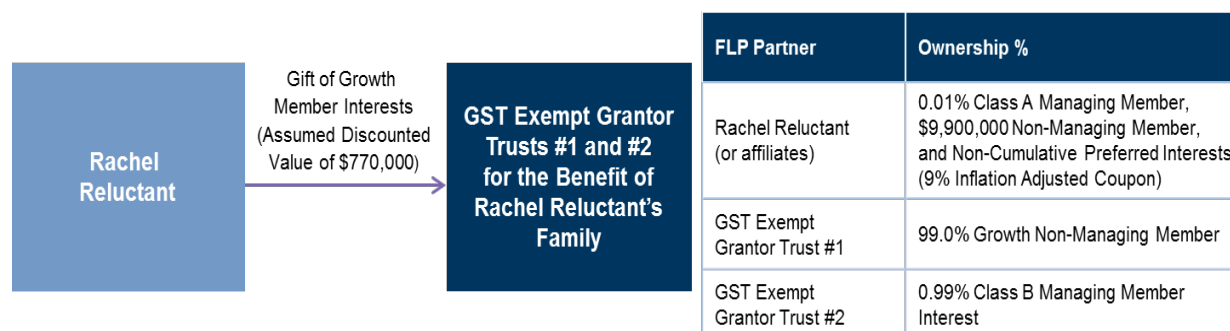 Rachel
Reluctant
Gift of Growth
Member Interests
(Assumed Discounted
Value of $770,000)
GST Exempt Grantor
Trusts #1 and #2
for the Benefit of
Rachel Reluctant's
Family
FLP Partner
Ownership %
Rachel Reluctant
(or affiliates)
0.01% Class A Managing Member,
$9,900,000 Non-Managing Member,
and Non-Cumulative Preferred Interests
(9% Inflation Adjusted Coupon)
GST Exempt
Grantor Trust #1
99.0% Growth Non-Managing Member
GST Exempt
Grantor Trust #2
0.99% Class B Managing Member
Interest